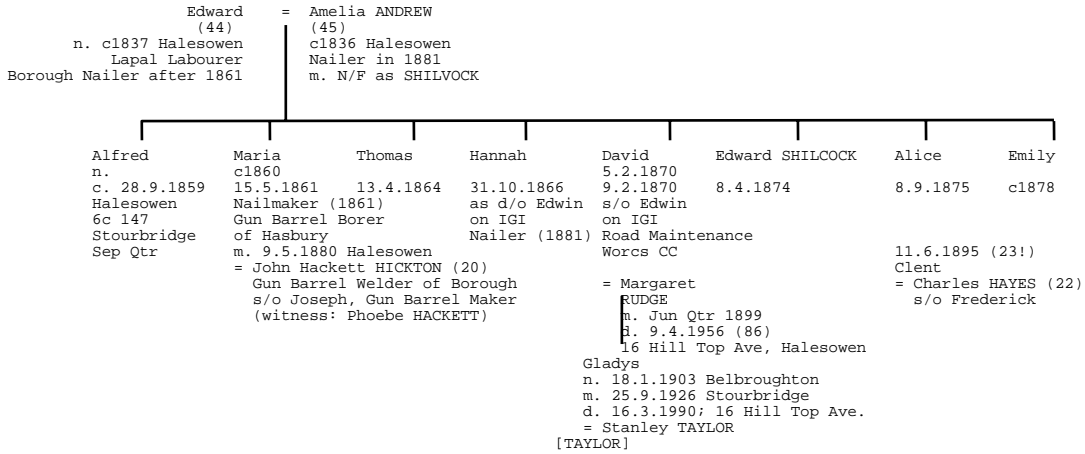 Edward = Amelia ANDREW
(44) (45)
n. c1837 Halesowen c1836 Halesowen
Lapal Labourer Nailer in 1881
Borough Nailer after 1861 m. N/F as SHILVOCK
Alfred Maria Thomas Hannah David Edward SHILCOCK Alice Emily
n. c1860 5.2.1870
c. 28.9.1859 15.5.1861 13.4.1864 31.10.1866 9.2.1870 8.4.1874 8.9.1875 c1878
Halesowen Nailmaker (1861) as d/o Edwin s/o Edwin
6c 147 Gun Barrel Borer on IGI on IGI
Stourbridge of Hasbury Nailer (1881) Road Maintenance
Sep Qtr m. 9.5.1880 Halesowen Worcs CC 11.6.1895 (23!)
= John Hackett HICKTON (20) Clent
Gun Barrel Welder of Borough = Margaret = Charles HAYES (22)
s/o Joseph, Gun Barrel Maker RUDGE s/o Frederick
(witness: Phoebe HACKETT) m. Jun Qtr 1899
d. 9.4.1956 (86)
16 Hill Top Ave, Halesowen
Gladys
n. 18.1.1903 Belbroughton
m. 25.9.1926 Stourbridge
d. 16.3.1990; 16 Hill Top Ave.
= Stanley TAYLOR
[TAYLOR]